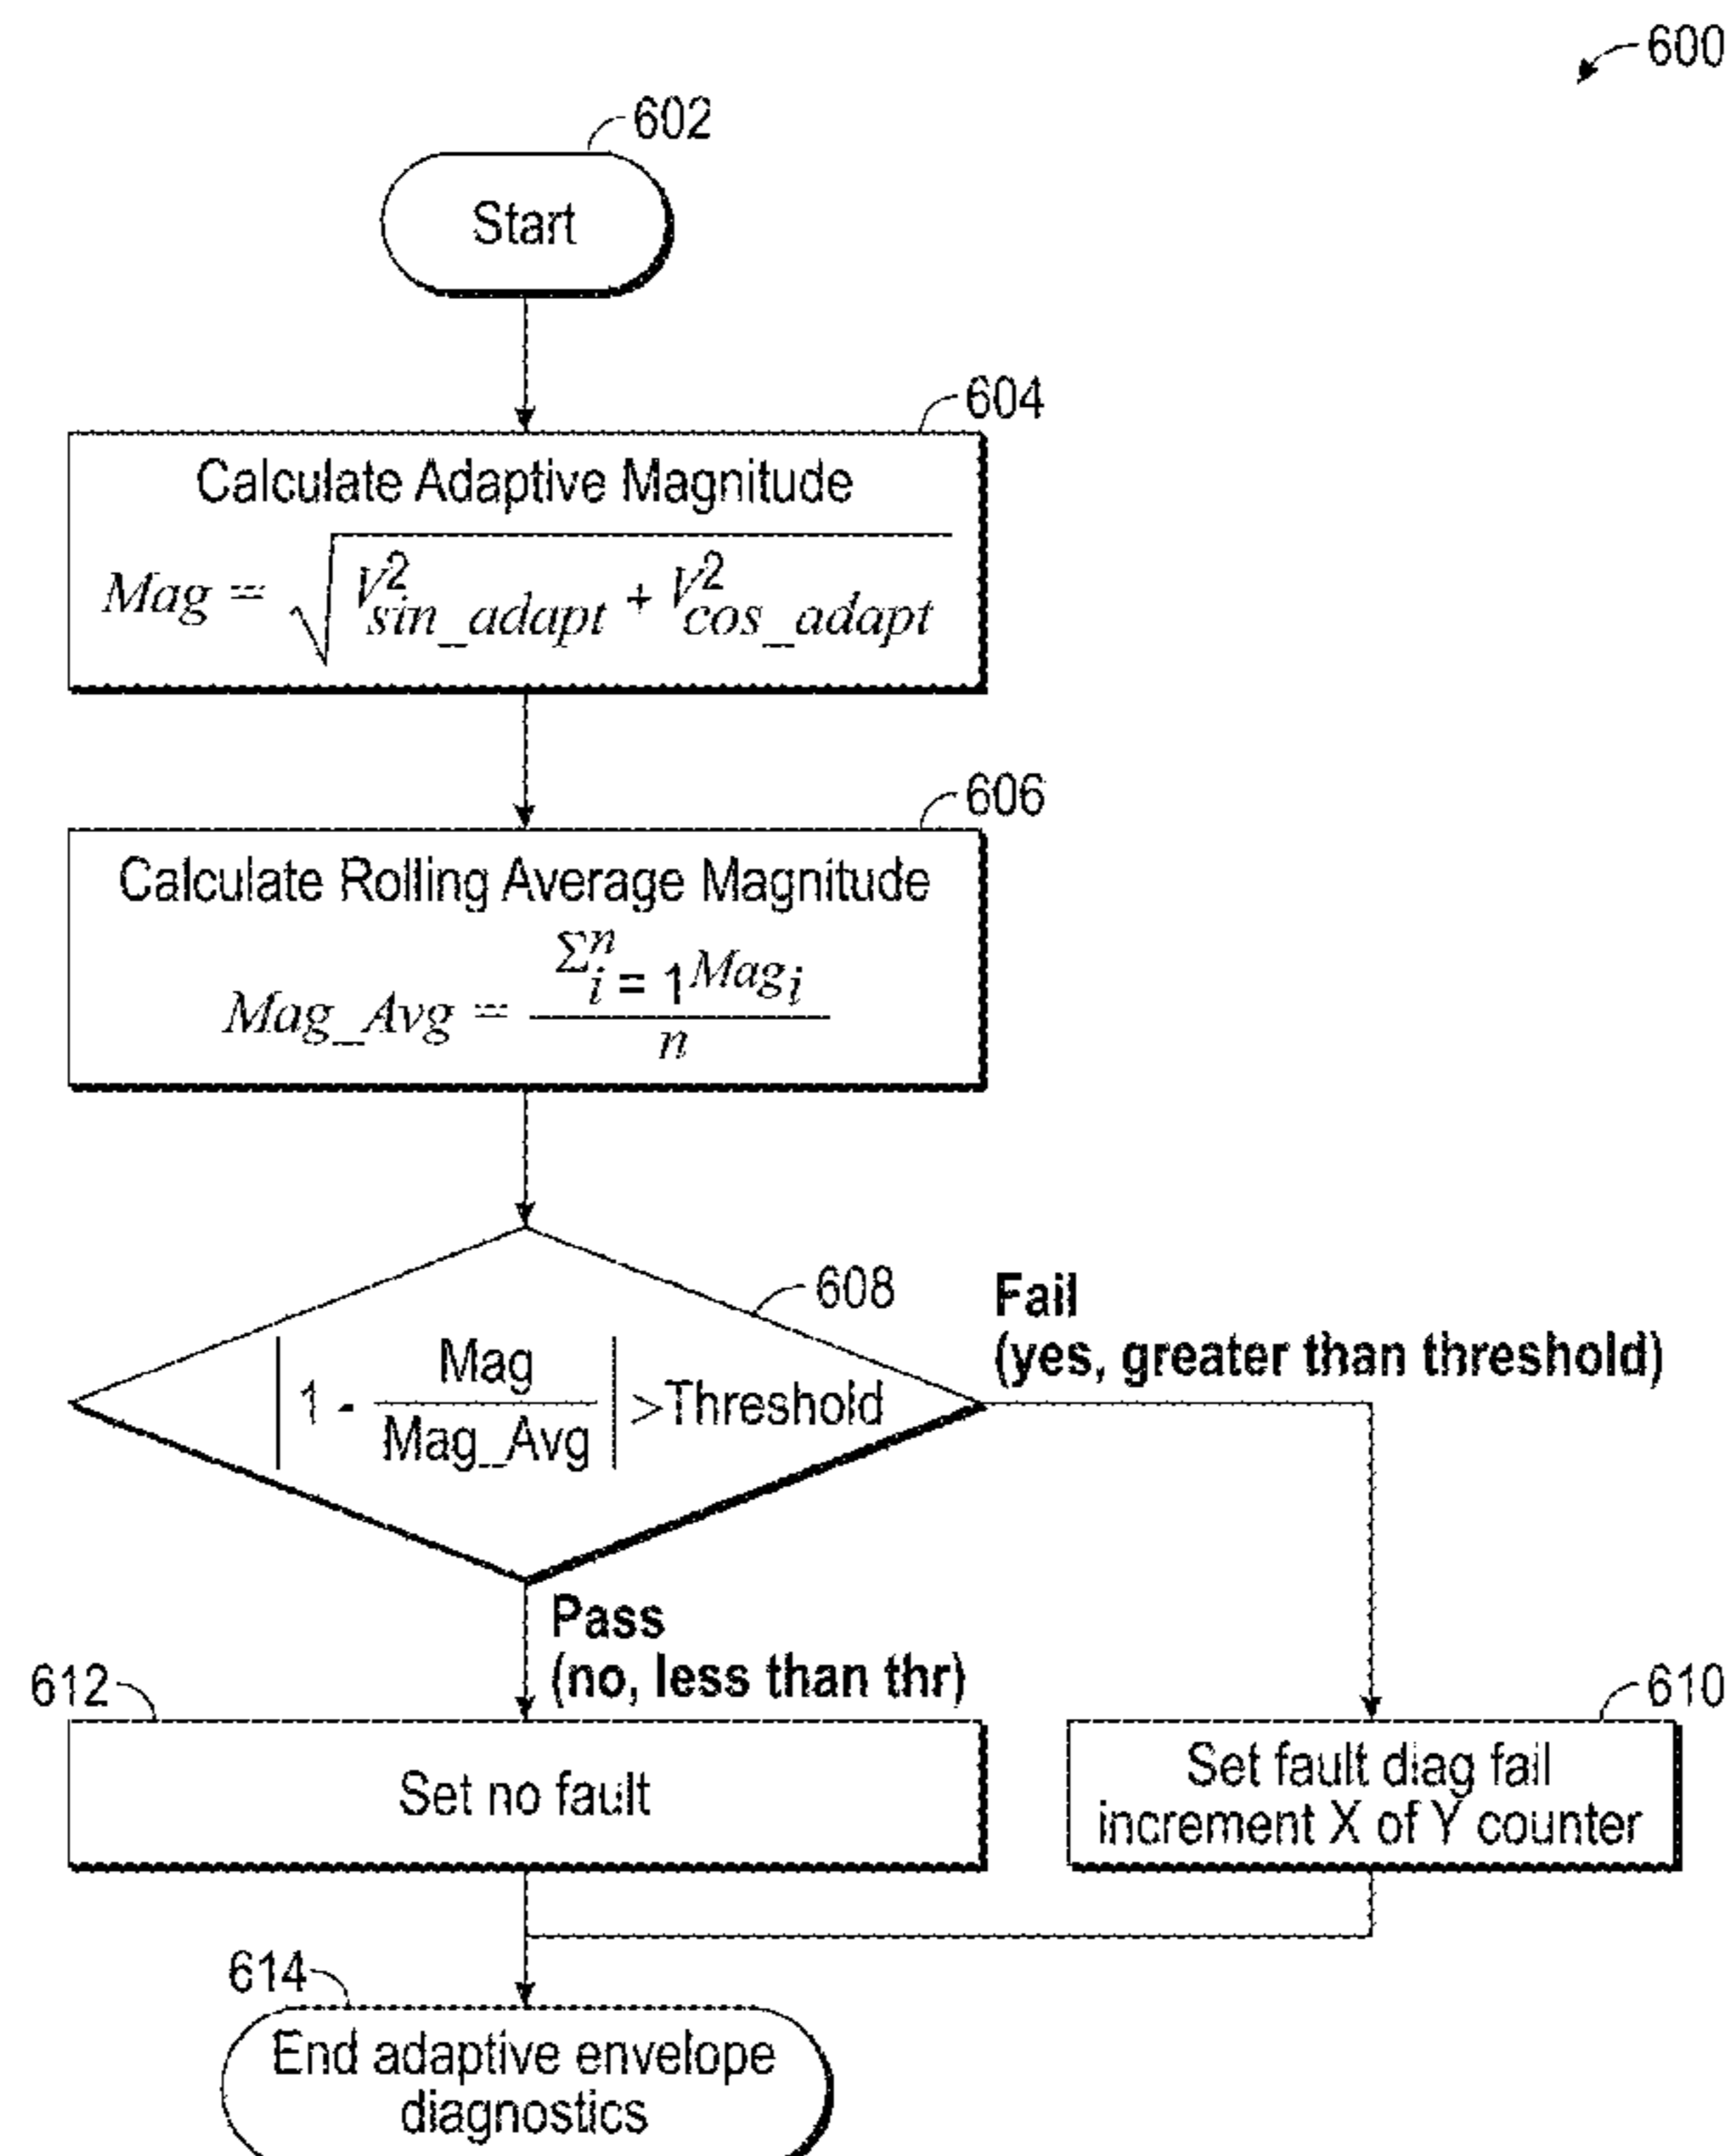 600
602
Start
604
Calculate Adaptive Magnitude
Mag = √V²sin_adapt + V²cos_adapt
606
Calculate Rolling Average Magnitude
Mag_Avg = Σⁿi = 1 Magi / n
608
|1 - Mag / Mag_Avg| >Threshold
Fail
(yes, greater than threshold)
Pass
(no, less than thr)
612
Set no fault
610
Set fault diag fail
increment X of Y counter
614
End adaptive envelope
diagnostics